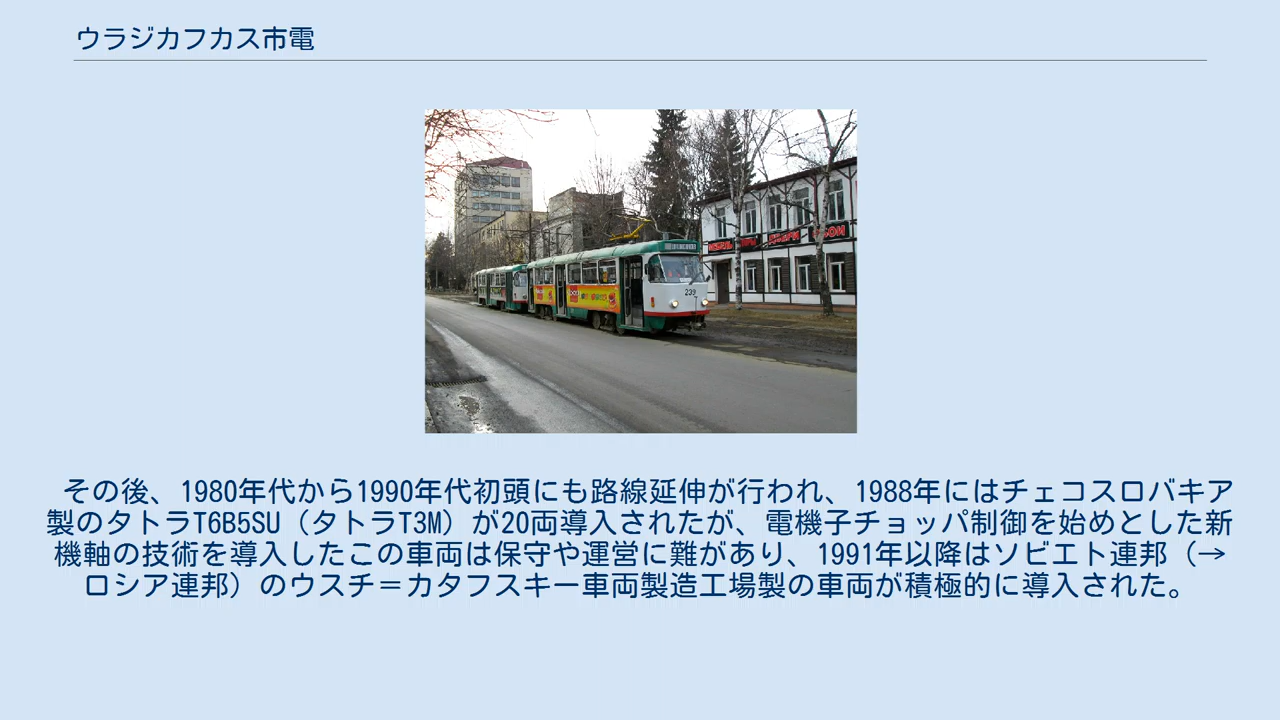 ウラジカフカス市電
239
その後、1980年代から1990年代初頭にも路線延伸が行われ、1988年にはチェコスロバキア
製のタトラT6B5SU（タトラT3M）が20両導入されたが、電機子チョッパ制御を始めとした新
機軸の技術を導入したこの車両は保守や運営に難があり、1991年以降はソビエト連邦（→
ロシア連邦）のウスチ＝カタフスキー車両製造工場製の車両が積極的に導入された。